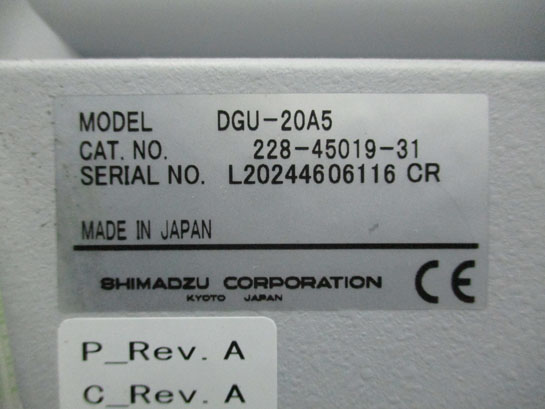 MODEL DGU-20A5
CAT. NO. 228-45019-31
SERIAL NO. L20244606116 CR
MADE IN JAPAN
SHIMADZU CORPORATION
KYOTO JAPAN
CE
P_Rev. A
C_Rev. A